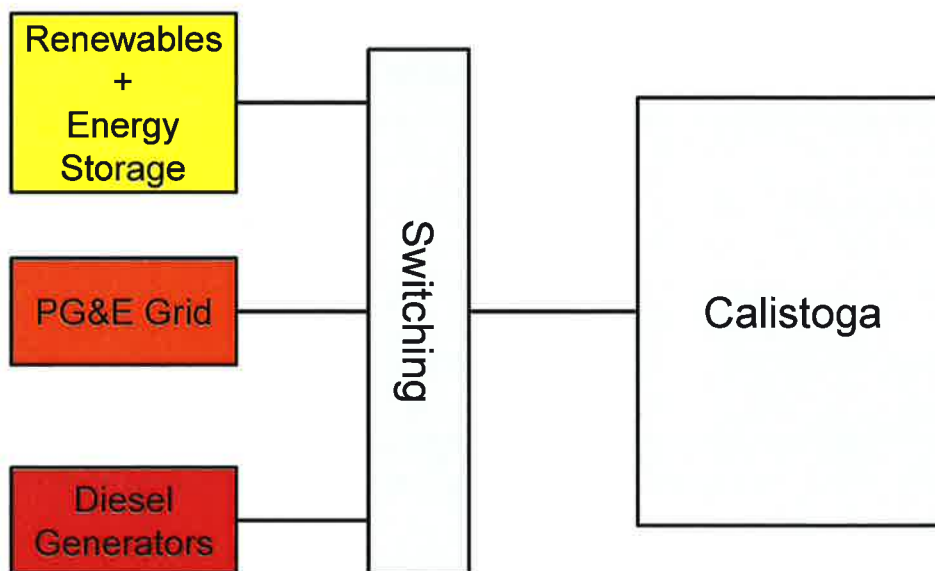 Renewables
+
Energy
Storage
PG&E Grid
Diesel
Generators
Switching
Calistoga